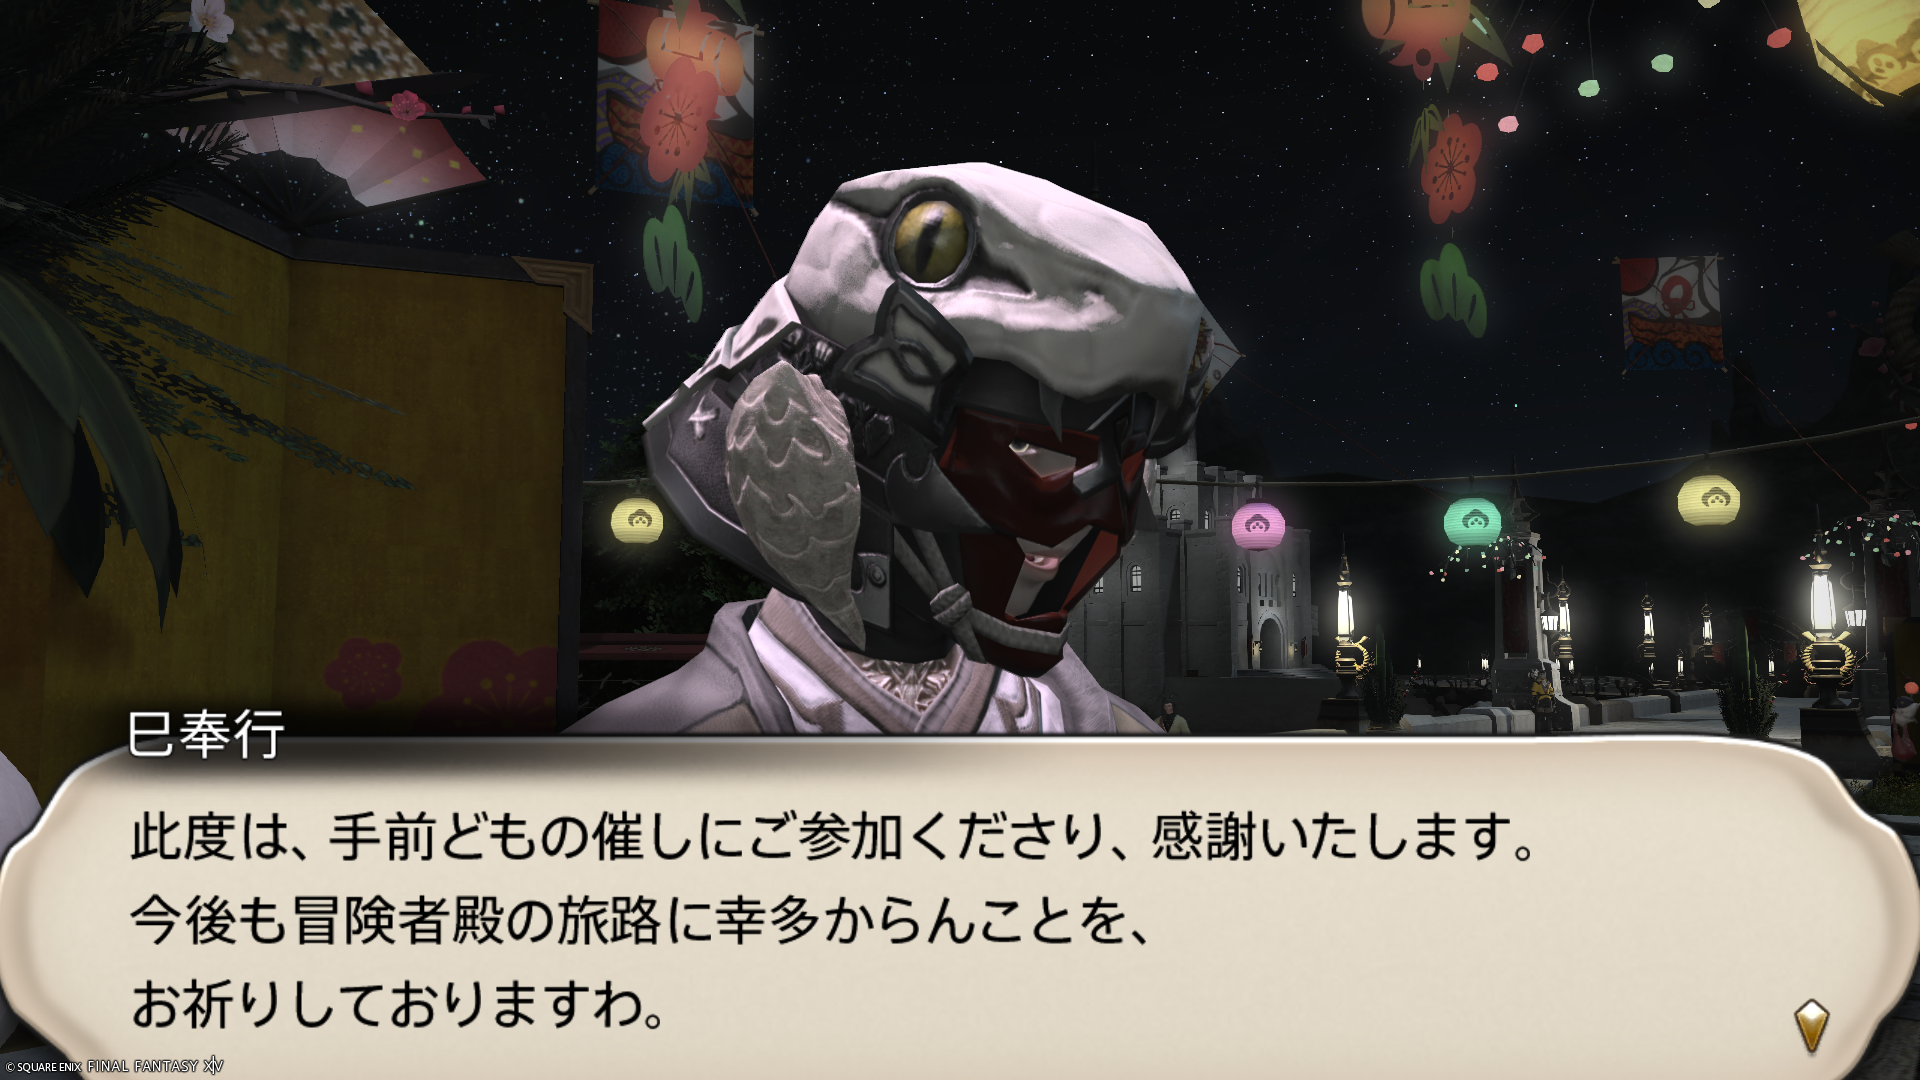 巳奉行
此度は、手前どもの催しにご参加くださり、感謝いたします。
今後も冒険者殿の旅路に幸多からんことを、
お祈りしておりますわ。
© SQUARE ENIX FINAL FANTASY XIV